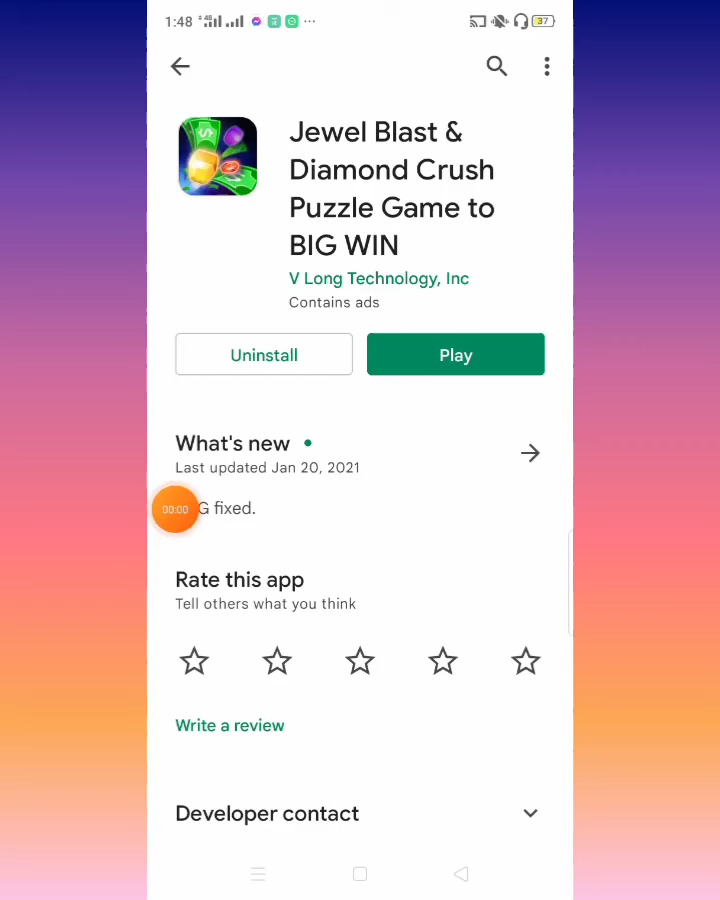 1:48
37
Jewel Blast &
Diamond Crush
Puzzle Game to
BIG WIN
V Long Technology, Inc
Contains ads
Uninstall
Play
What's new
Last updated Jan 20, 2021
00:00
G fixed.
Rate this app
Tell others what you think
Write a review
Developer contact